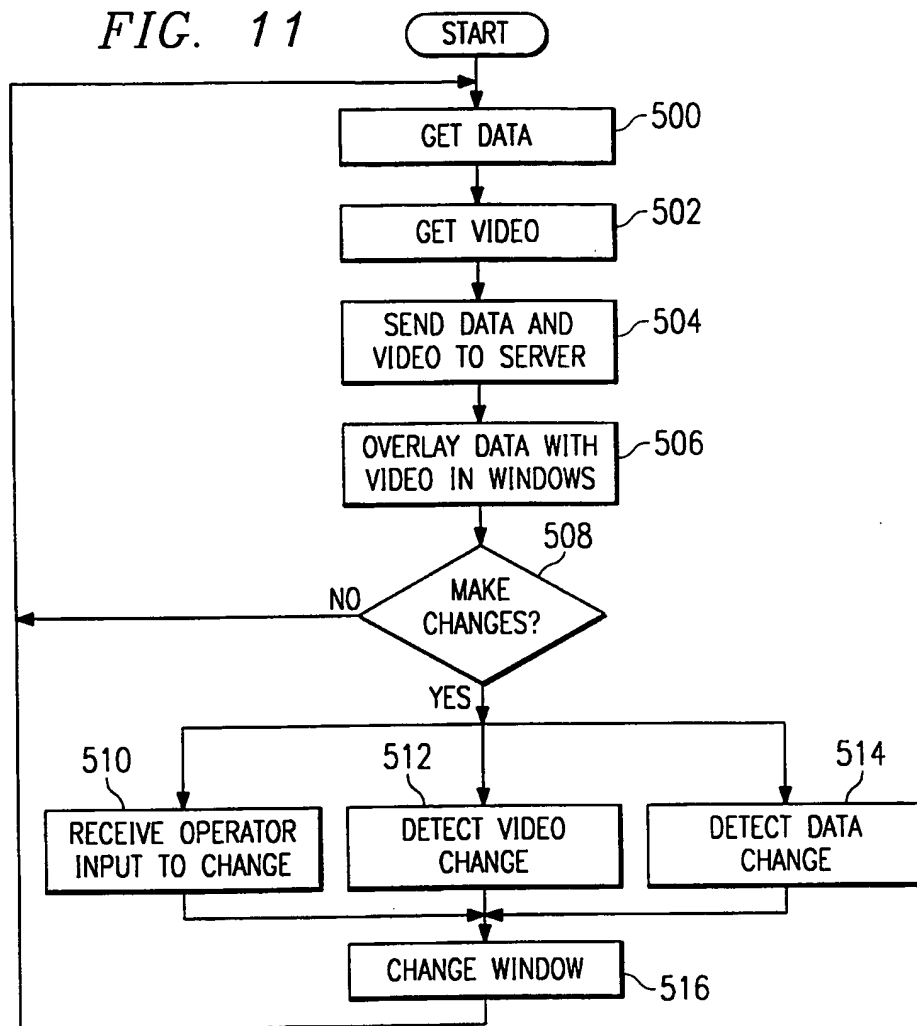 FIG. 11
START
GET DATA
500
GET VIDEO
502
SEND DATA AND
VIDEO TO SERVER
504
OVERLAY DATA WITH
VIDEO IN WINDOWS
506
MAKE
CHANGES?
508
NO
YES
510
RECEIVE OPERATOR
INPUT TO CHANGE
512
DETECT VIDEO
CHANGE
514
DETECT DATA
CHANGE
CHANGE WINDOW
516